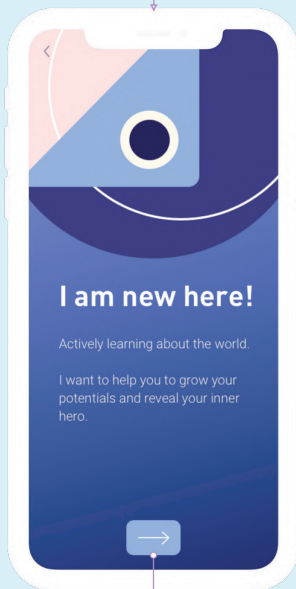 I am new here!
Actively learning about the world.
I want to help you to grow your
potentials and reveal your inner
hero.